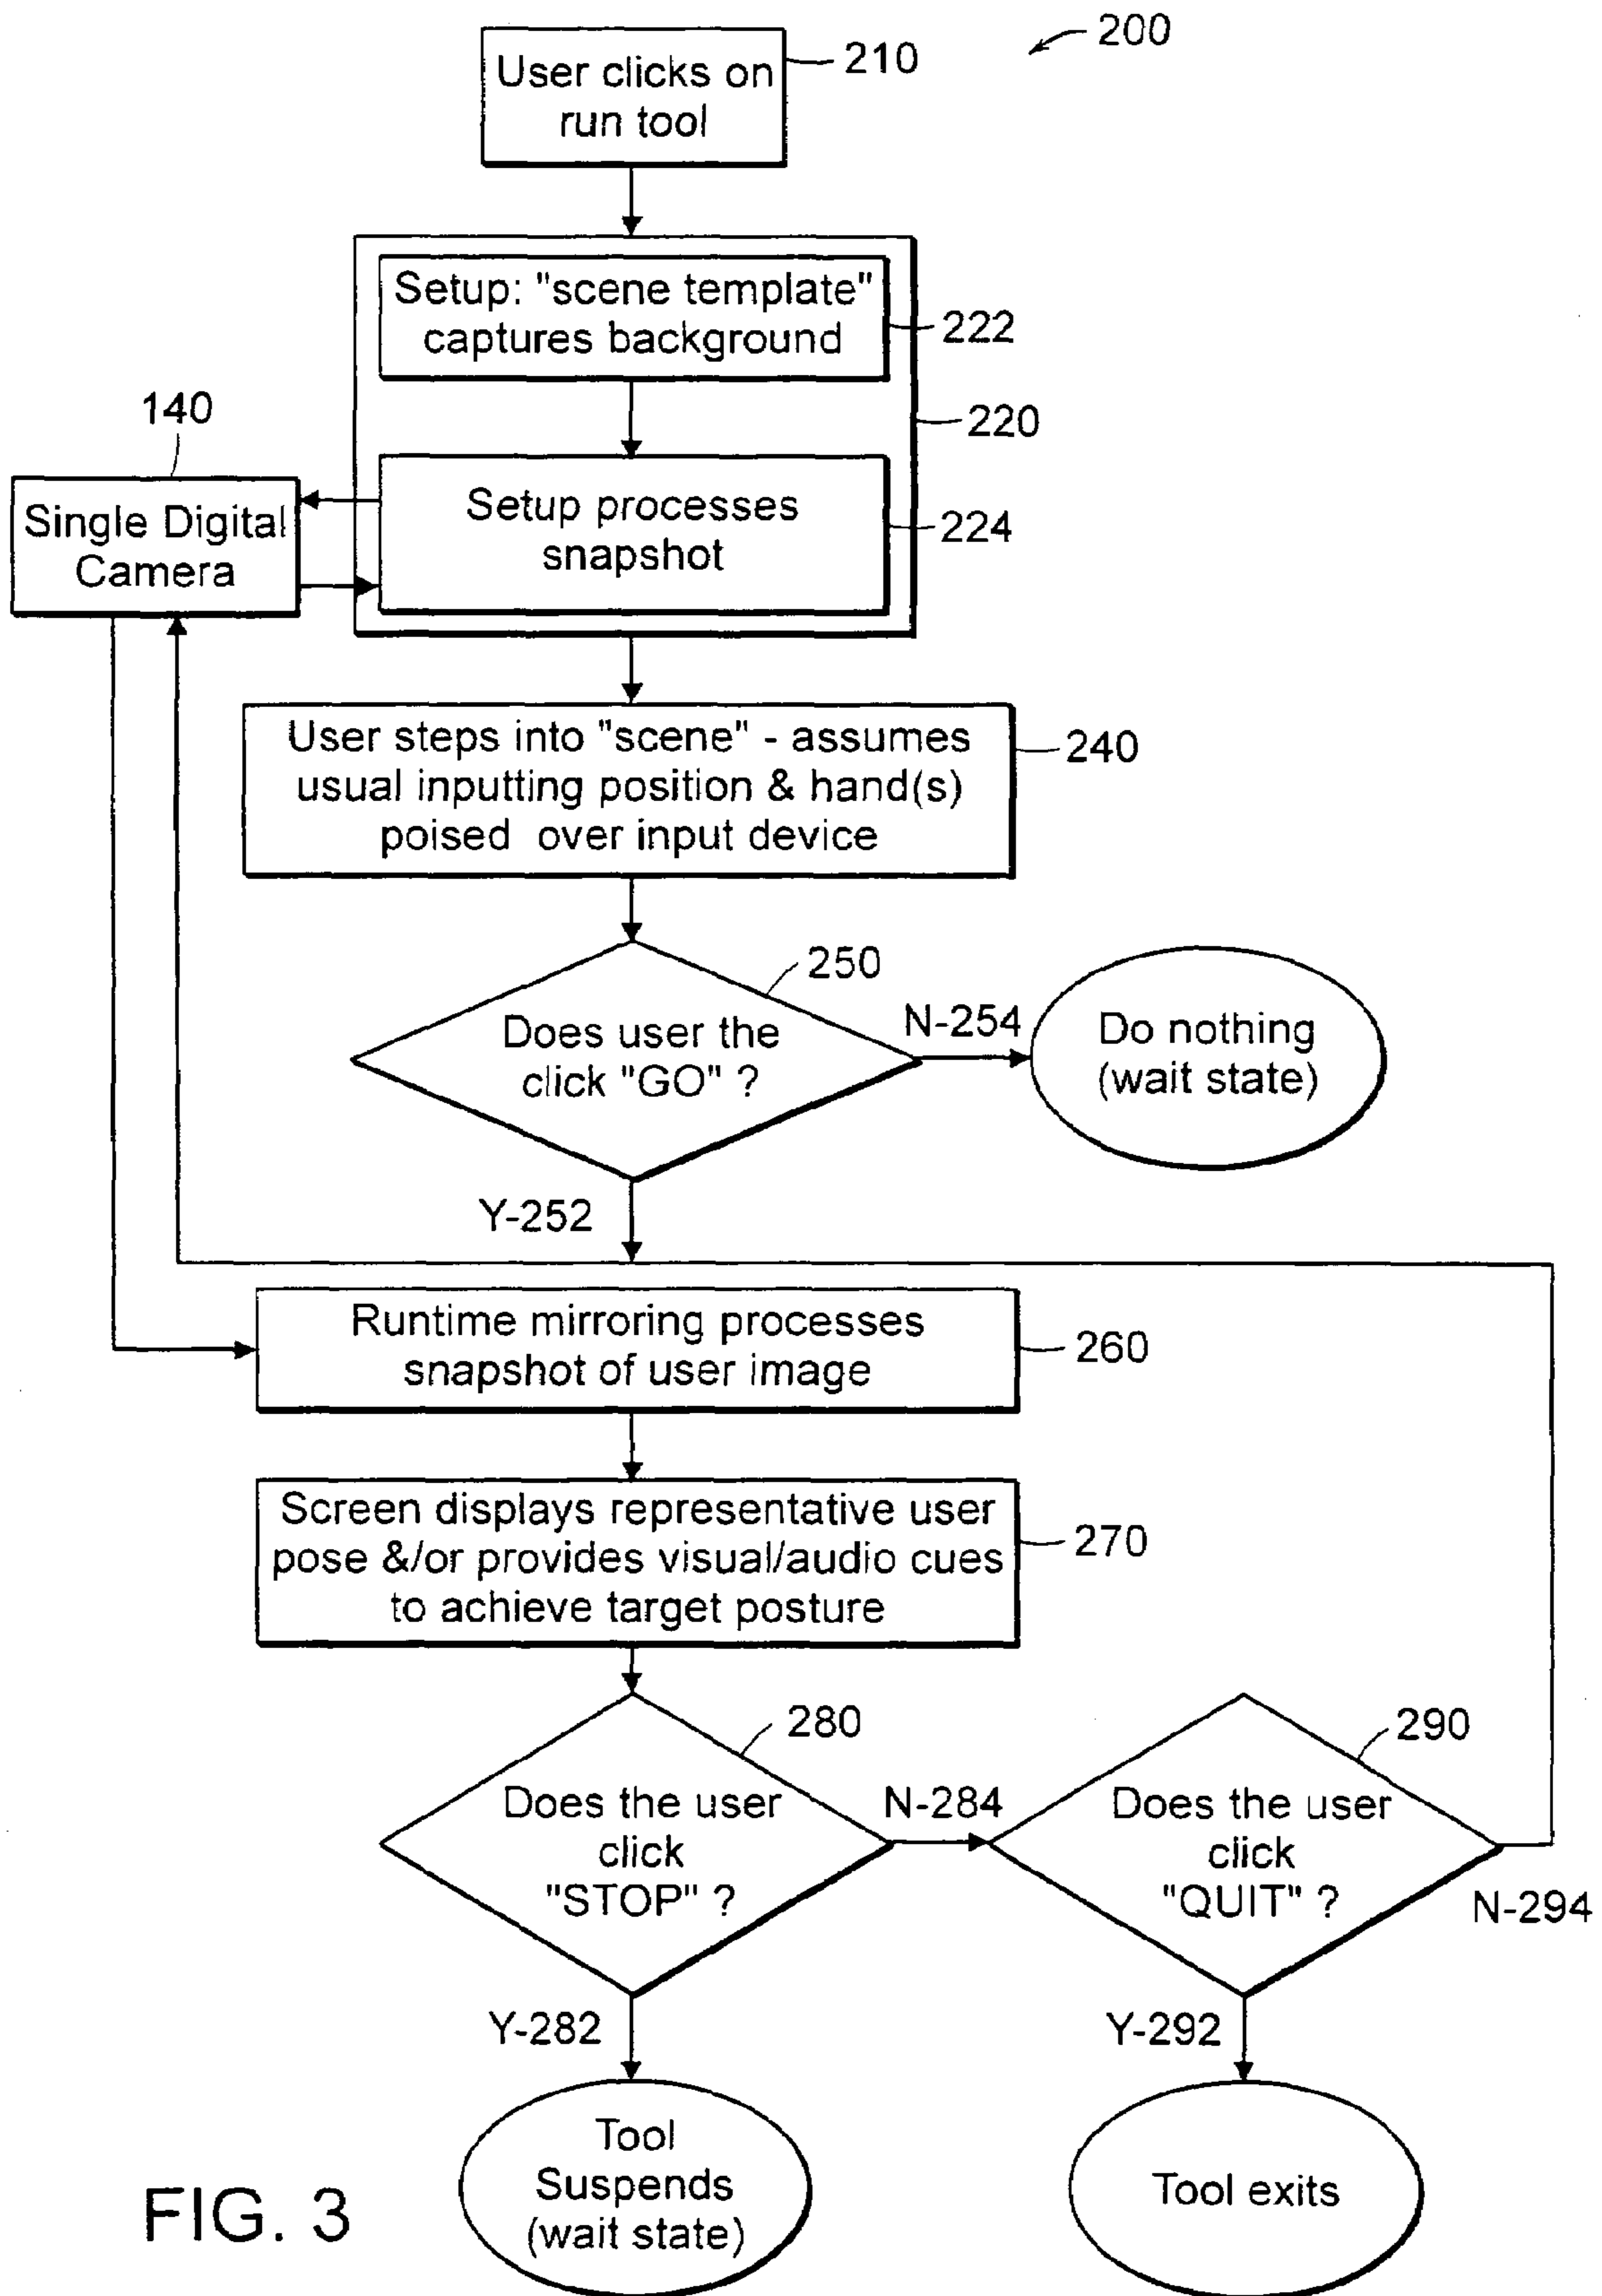 200
User clicks on
run tool
210
Setup: "scene template"
captures background
222
220
140
Single Digital
Camera
Setup processes
snapshot
224
User steps into "scene" - assumes
usual inputting position & hand(s)
poised over input device
240
250
Does user the
click "GO" ?
N-254
Do nothing
(wait state)
Y-252
Runtime mirroring processes
snapshot of user image
260
Screen displays representative user
pose &/or provides visual/audio cues
to achieve target posture
270
280
Does the user
click
"STOP" ?
N-284
290
Does the user
click
"QUIT" ?
N-294
Y-282
Y-292
Tool
Suspends
(wait state)
Tool exits
FIG. 3